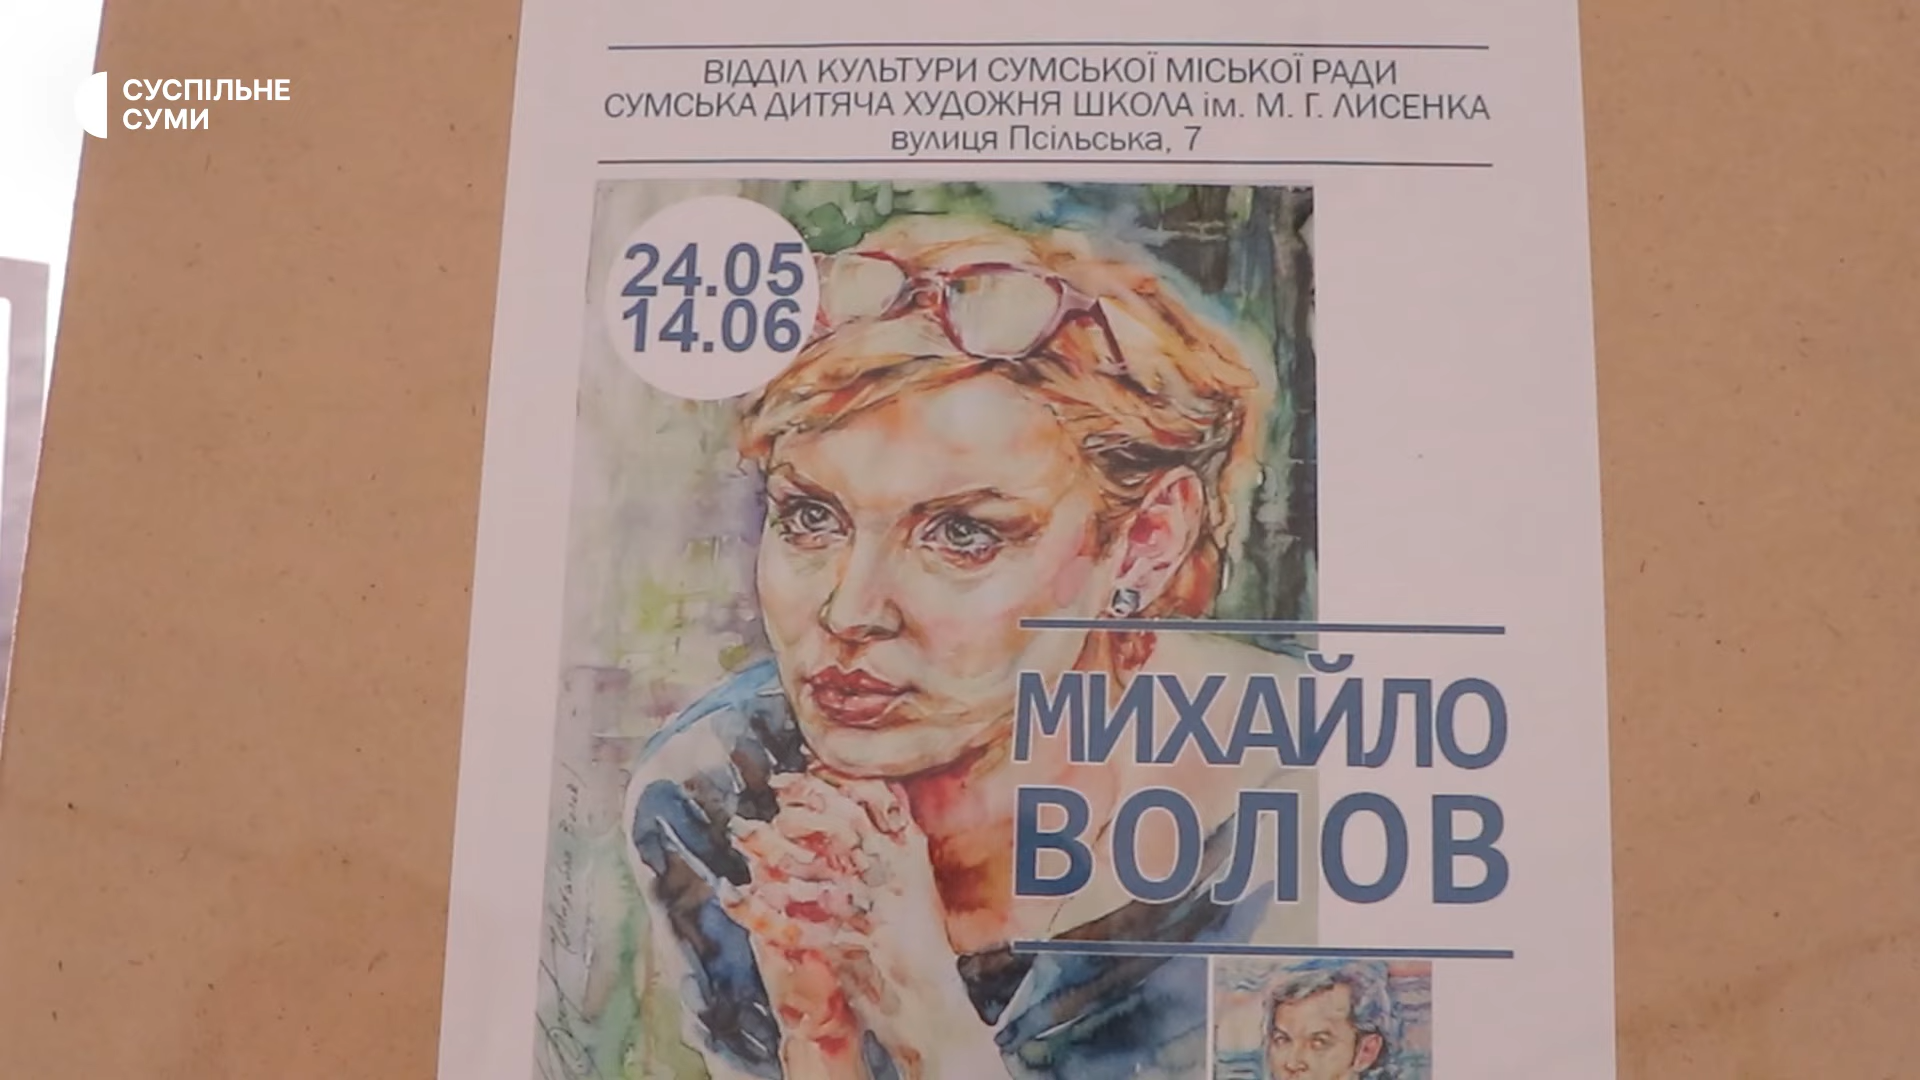 СУСПІЛЬНЕ
СУМИ
ВІДДІЛ КУЛЬТУРИ СУМСЬКОЇ МІСЬКОЇ РАДИ
СУМСЬКА ДИТЯЧА ХУДОЖНЯ ШКОЛА ім. М. Г. ЛИСЕНКА
вулиця Псільська, 7
24.05
14.06
МИХАЙЛО
ВОЛОВ